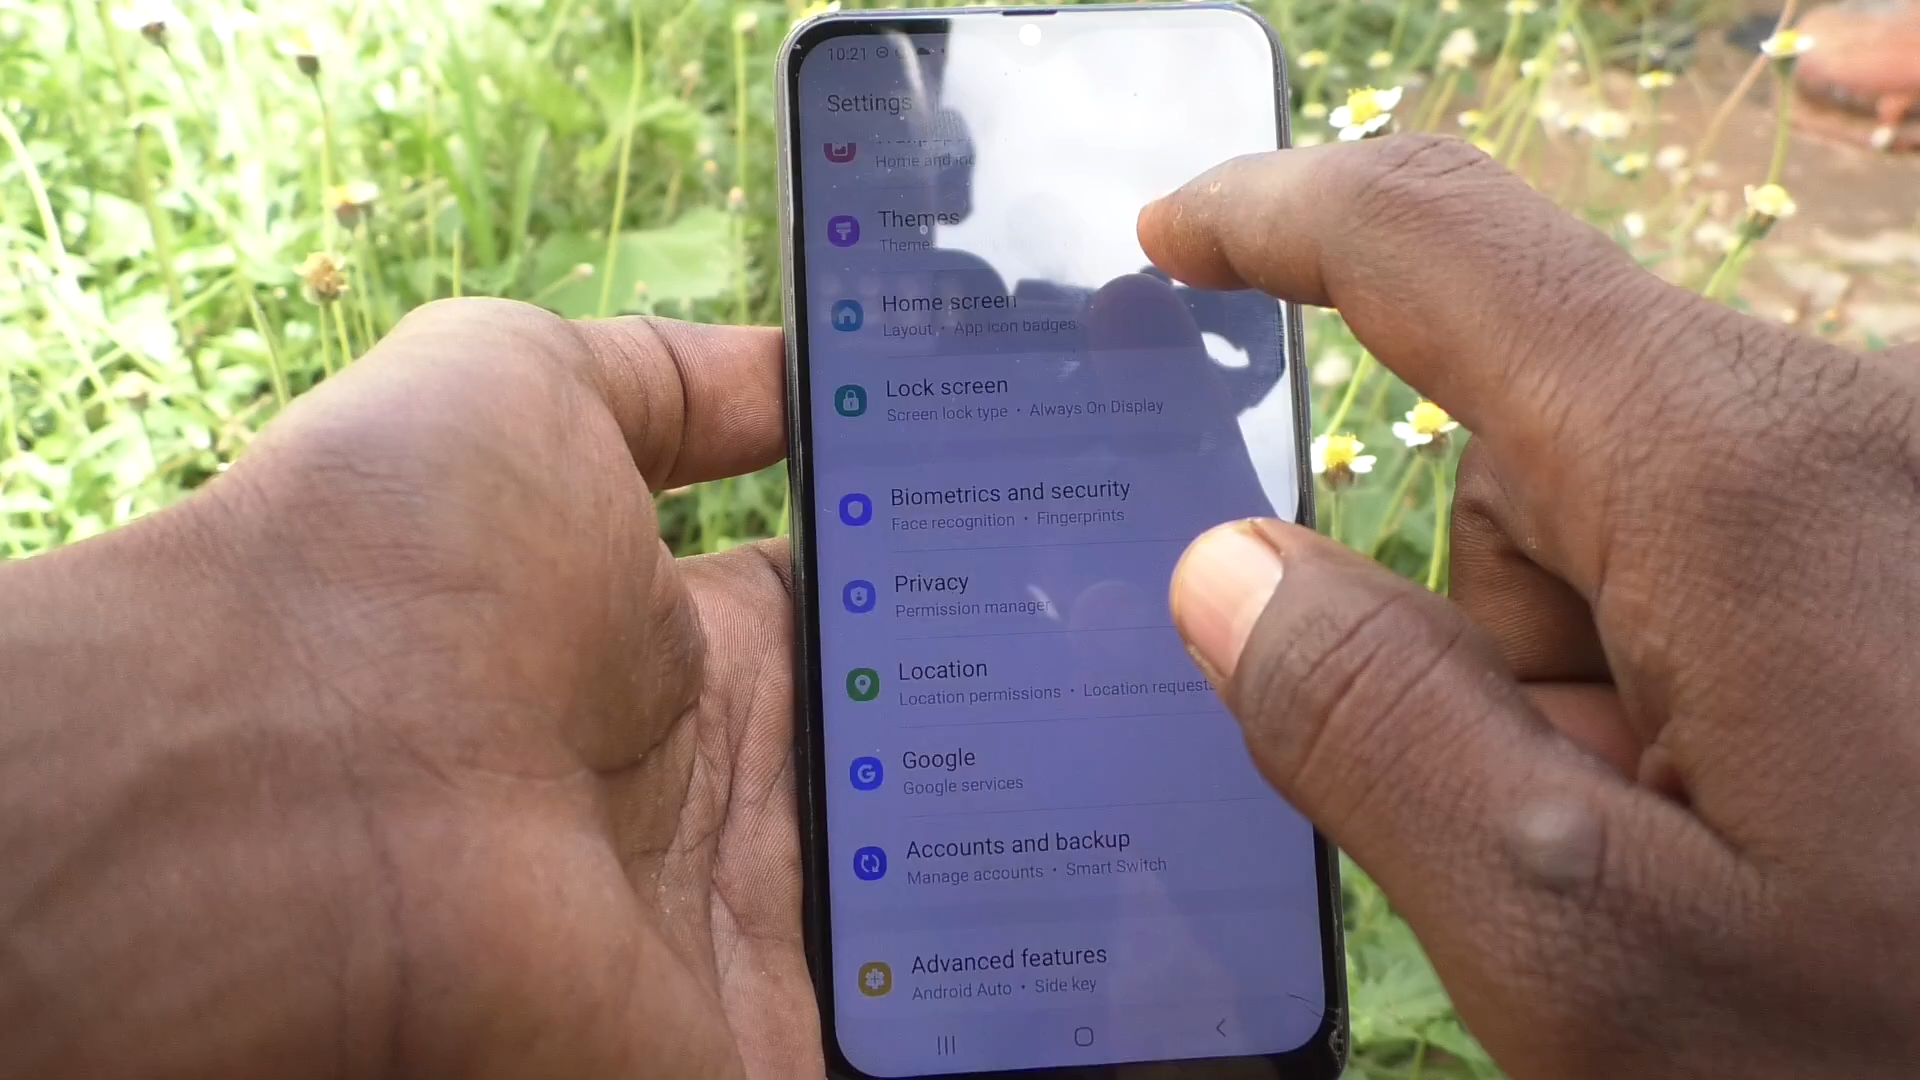 10:21
Settings
Home and
Themes
Home screen
Layout • App icon badges
Lock screen
Screen lock type • Always On Display
Biometrics and security
Face recognition • Fingerprints
Privacy
Permission manager
Location
Location permissions • Location requests
Google
Google services
Accounts and backup
Manage accounts • Smart Switch
Advanced features
Android Auto • Side key